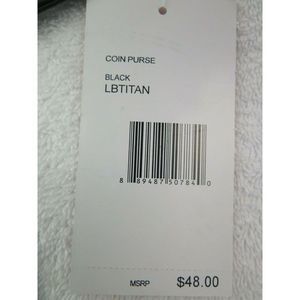 COIN PURSE
BLACK
LBTITAN
8 89487 50784 0
MSRP $48.00